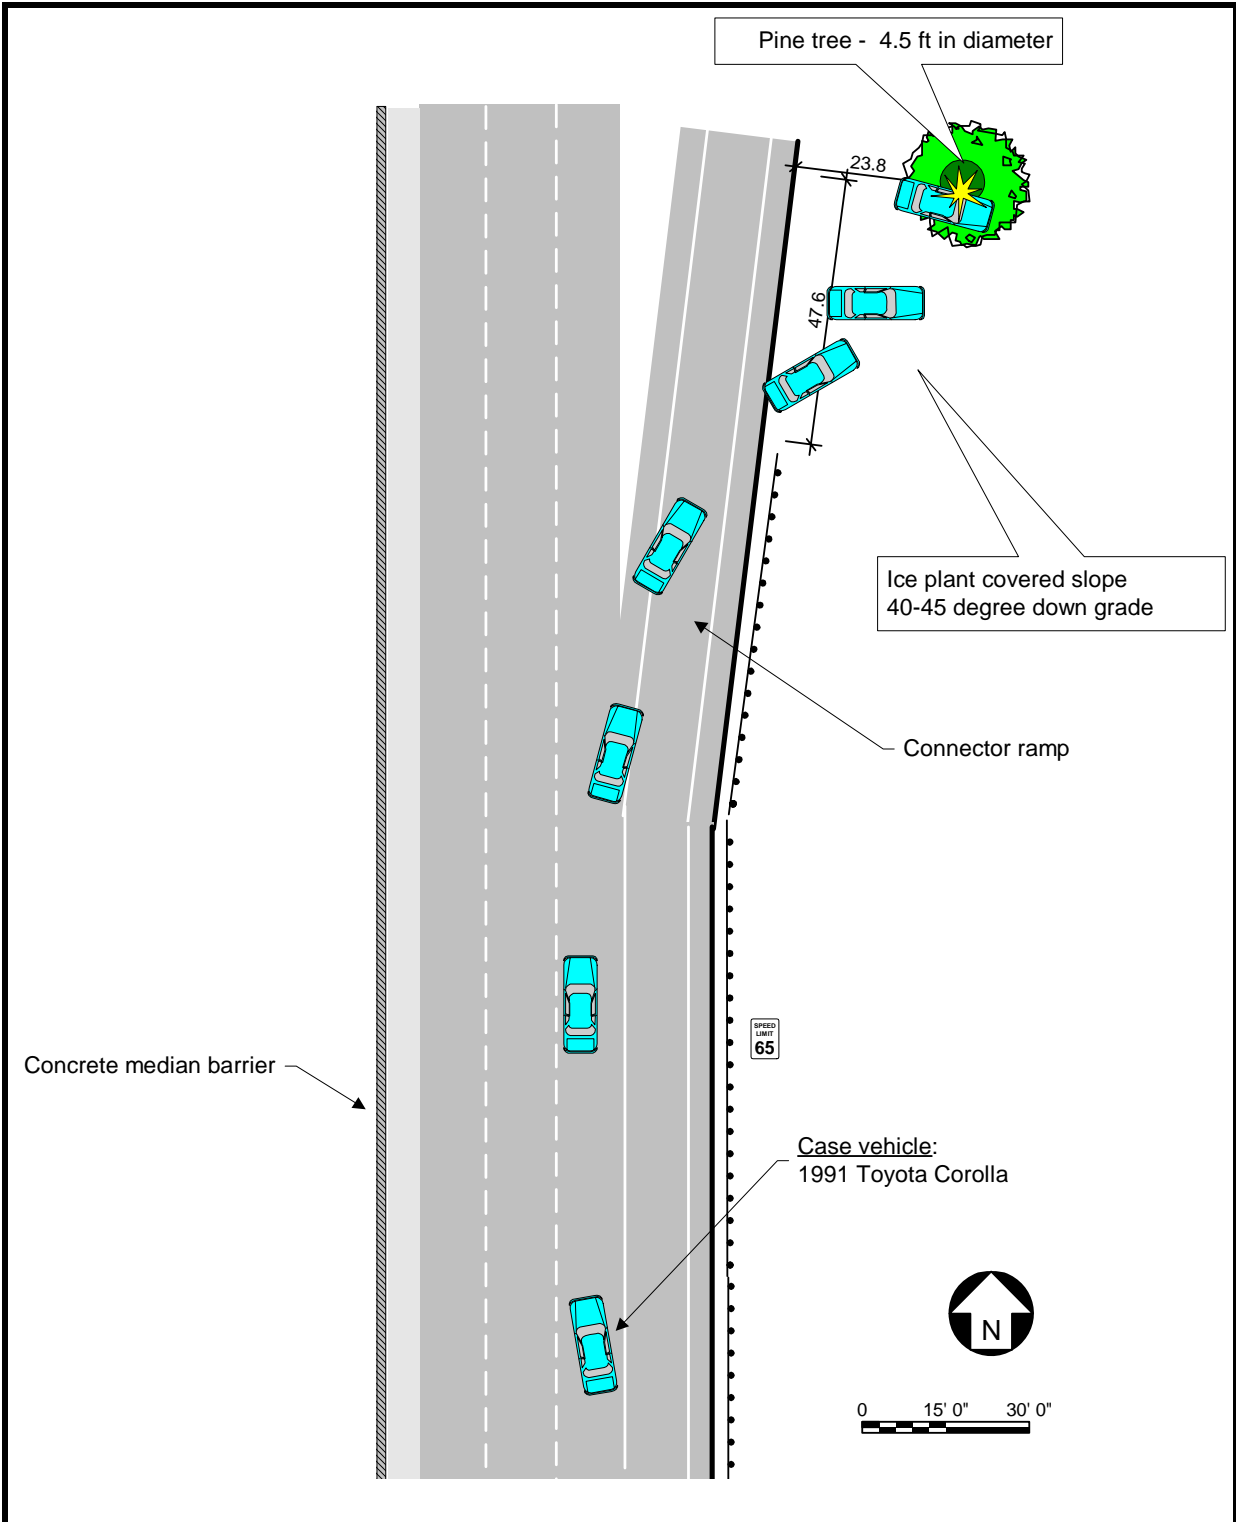 Pine tree -  4.5 ft in diameter
23.8
47.6
Ice plant covered slope
40-45 degree down grade
Connector ramp
SPEED
LIMIT
65
Concrete median barrier
Case vehicle:
1991 Toyota Corolla
N
0 15' 0" 30' 0"